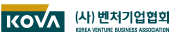 KOVA (사)벤처기업협회
KOREA VENTURE BUSINESS ASSOCIATION